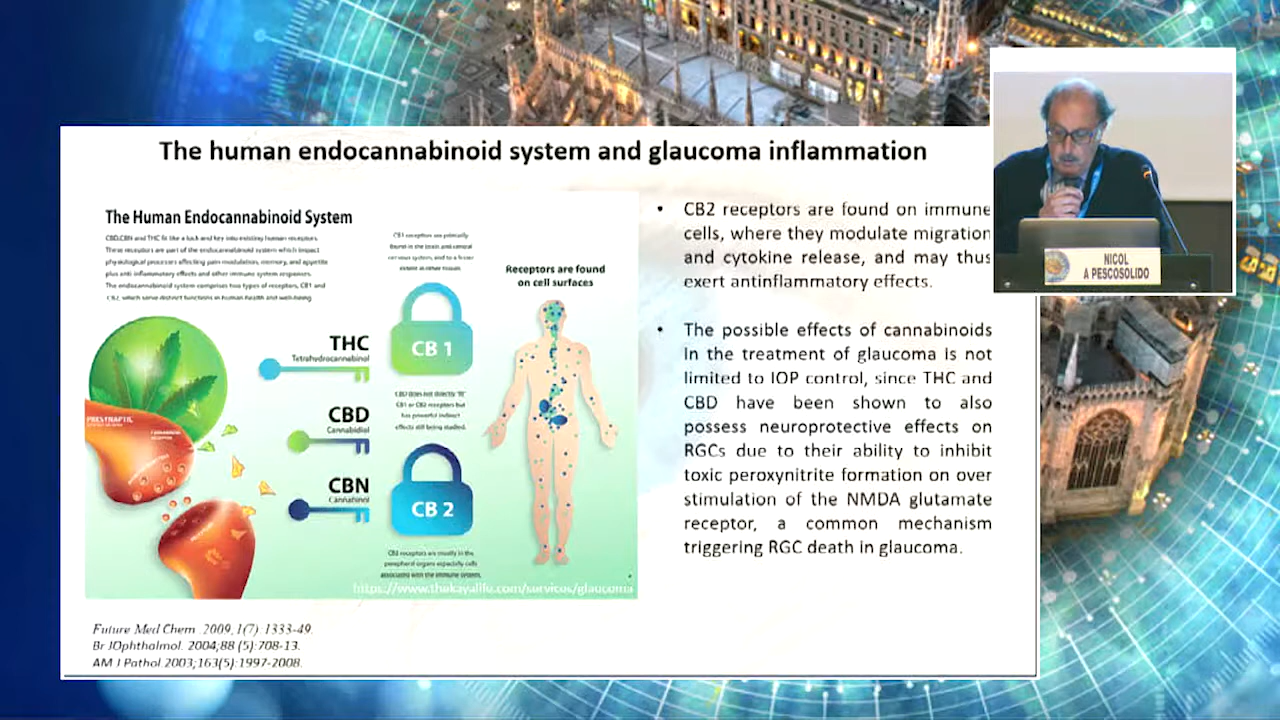 The human endocannabinoid system and glaucoma inflammation
The Human Endocannabinoid System
CBD,CBN and THC fit like a lock and key into existing human receptors.
These receptors are part of the endocannabinoid system which impact
physiological processes affecting pain modulation, memory, and appetite
plus anti inflammatory effects and other immune system responses.
The endocannabinoid system comprises two types of receptors, CB1 and
CB2, which serve distinct functions in human health and well-being.
CB1 receptors are primarily
found in the brain and central
nervous system, and to a lesser
extent in other tissues
Receptors are found
on cell surfaces
THC
Tetrahydrocannabinol
CB 1
CBD
Cannabidiol
CBD does not directly "fit"
CB1 or CB2 receptors but
has powerful indirect
effects still being studied.
CBN
Cannabinol
CB 2
CB2 receptors are mostly in the
peripheral organs especially cells
associated with the immune system.
PRESYNAPTIC
https://www.thekayalife.com/services/glaucoma
• CB2 receptors are found on immune
cells, where they modulate migration
and cytokine release, and may thus
exert antinflammatory effects.
• The possible effects of cannabinoids
in the treatment of glaucoma is not
limited to IOP control, since THC and
CBD have been shown to also
possess neuroprotective effects on
RGCs due to their ability to inhibit
toxic peroxynitrite formation on over
stimulation of the NMDA glutamate
receptor, a common mechanism
triggering RGC death in glaucoma.
Future Med Chem .2009,1(7):1333-49.
Br JOphthalmol. 2004;88 (5):708-13.
AM J Pathol.2003;163(5):1997-2008.
NICOL
A PESCOSOLIDO